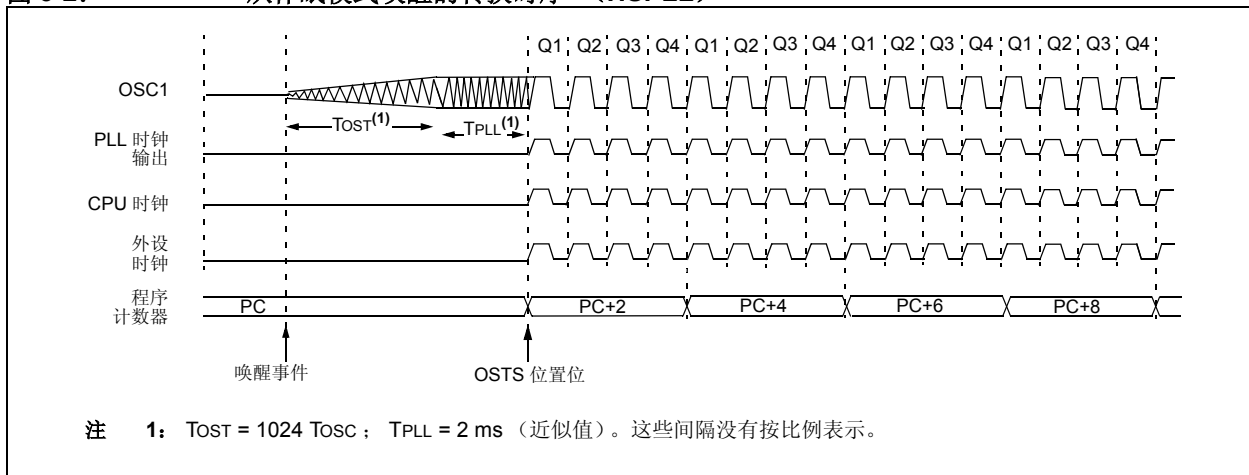 Q1 Q2 Q3 Q4 Q1 Q2 Q3 Q4 Q1 Q2 Q3 Q4 Q1 Q2 Q3 Q4
OSC1
TOST(1)
TPLL(1)
PLL 时钟
输出
CPU 时钟
外设
时钟
程序
计数器
PC
PC+2
PC+4
PC+6
PC+8
唤醒事件
OSTS 位置位
注 1: TOST = 1024 TOSC ; TPLL = 2 ms （近似值）。这些间隔没有按比例表示。